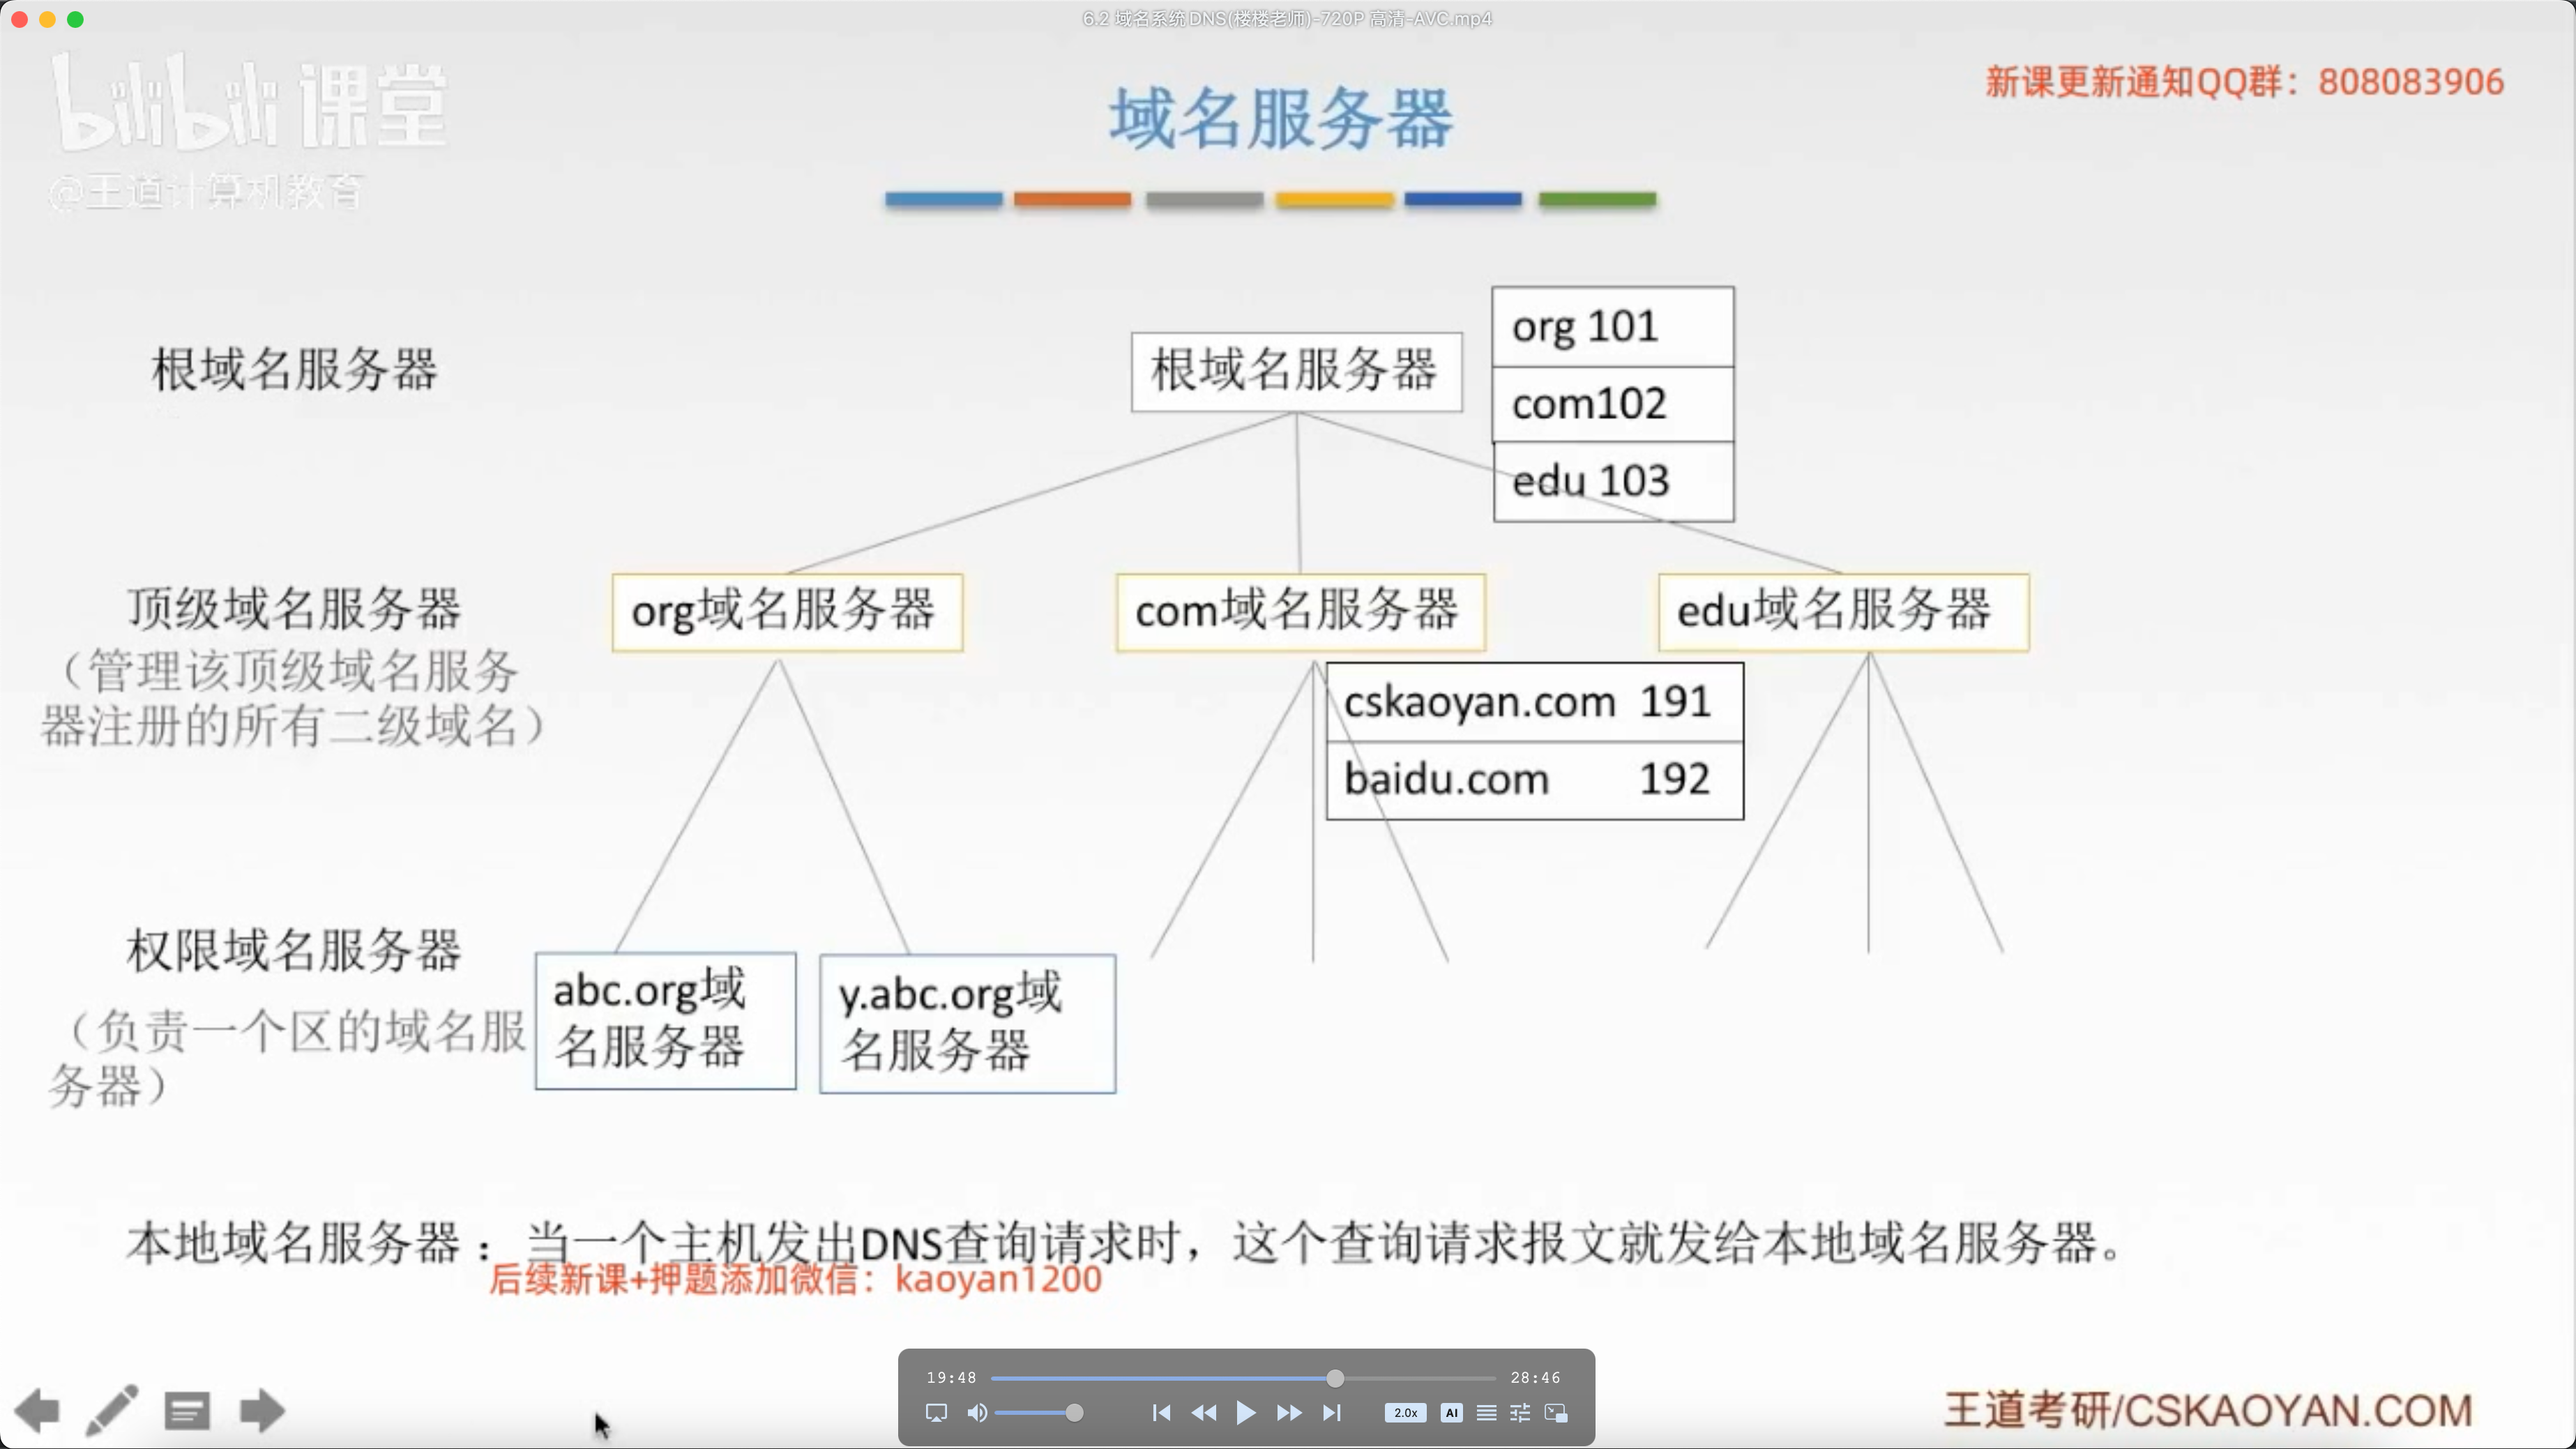 6.2 域名系统DNS(楼楼老师)-720P 高清-AVC.mp4
bilibili 课堂
@王道计算机教育
域名服务器
新课更新通知QQ群：808083906
根域名服务器
根域名服务器
org 101
com102
edu 103
顶级域名服务器
（管理该顶级域名服务
器注册的所有二级域名）
org域名服务器
com域名服务器
edu域名服务器
cskaoyan.com 191
baidu.com 192
权限域名服务器
（负责一个区的域名服
务器）
abc.org域
名服务器
y.abc.org域
名服务器
本地域名服务器：当一个主机发出DNS查询请求时，这个查询请求报文就发给本地域名服务器。
后续新课+押题添加微信：kaoyan1200
19:48
28:46
2.0x
AI
王道考研/CSKAOYAN.COM